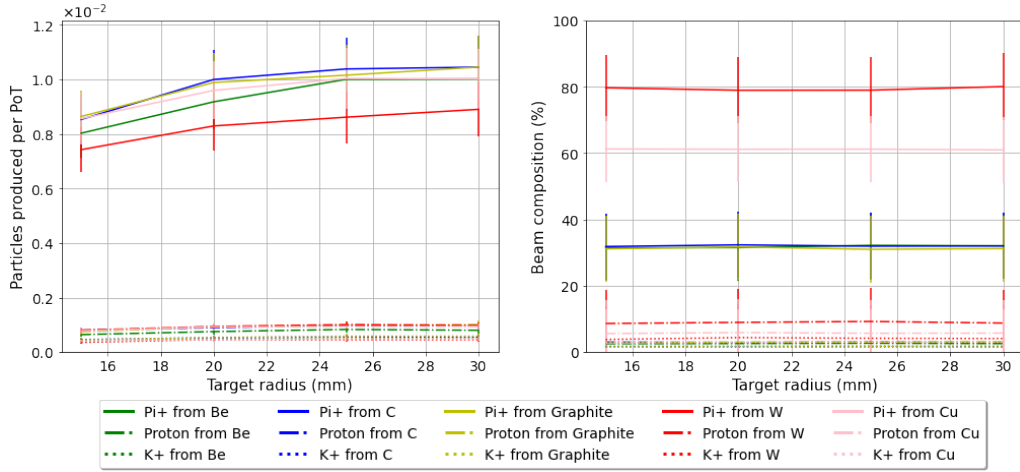 ×10⁻²
1.2
1.0
0.8
0.6
0.4
0.2
0.0
Particles produced per PoT
16 18 20 22 24 26 28 30
Target radius (mm)
100
80
60
40
20
0
Beam composition (%)
16 18 20 22 24 26 28 30
Target radius (mm)
Pi+ from Be Pi+ from C Pi+ from Graphite Pi+ from W Pi+ from Cu
Proton from Be Proton from C Proton from Graphite Proton from W Proton from Cu
K+ from Be K+ from C K+ from Graphite K+ from W K+ from Cu